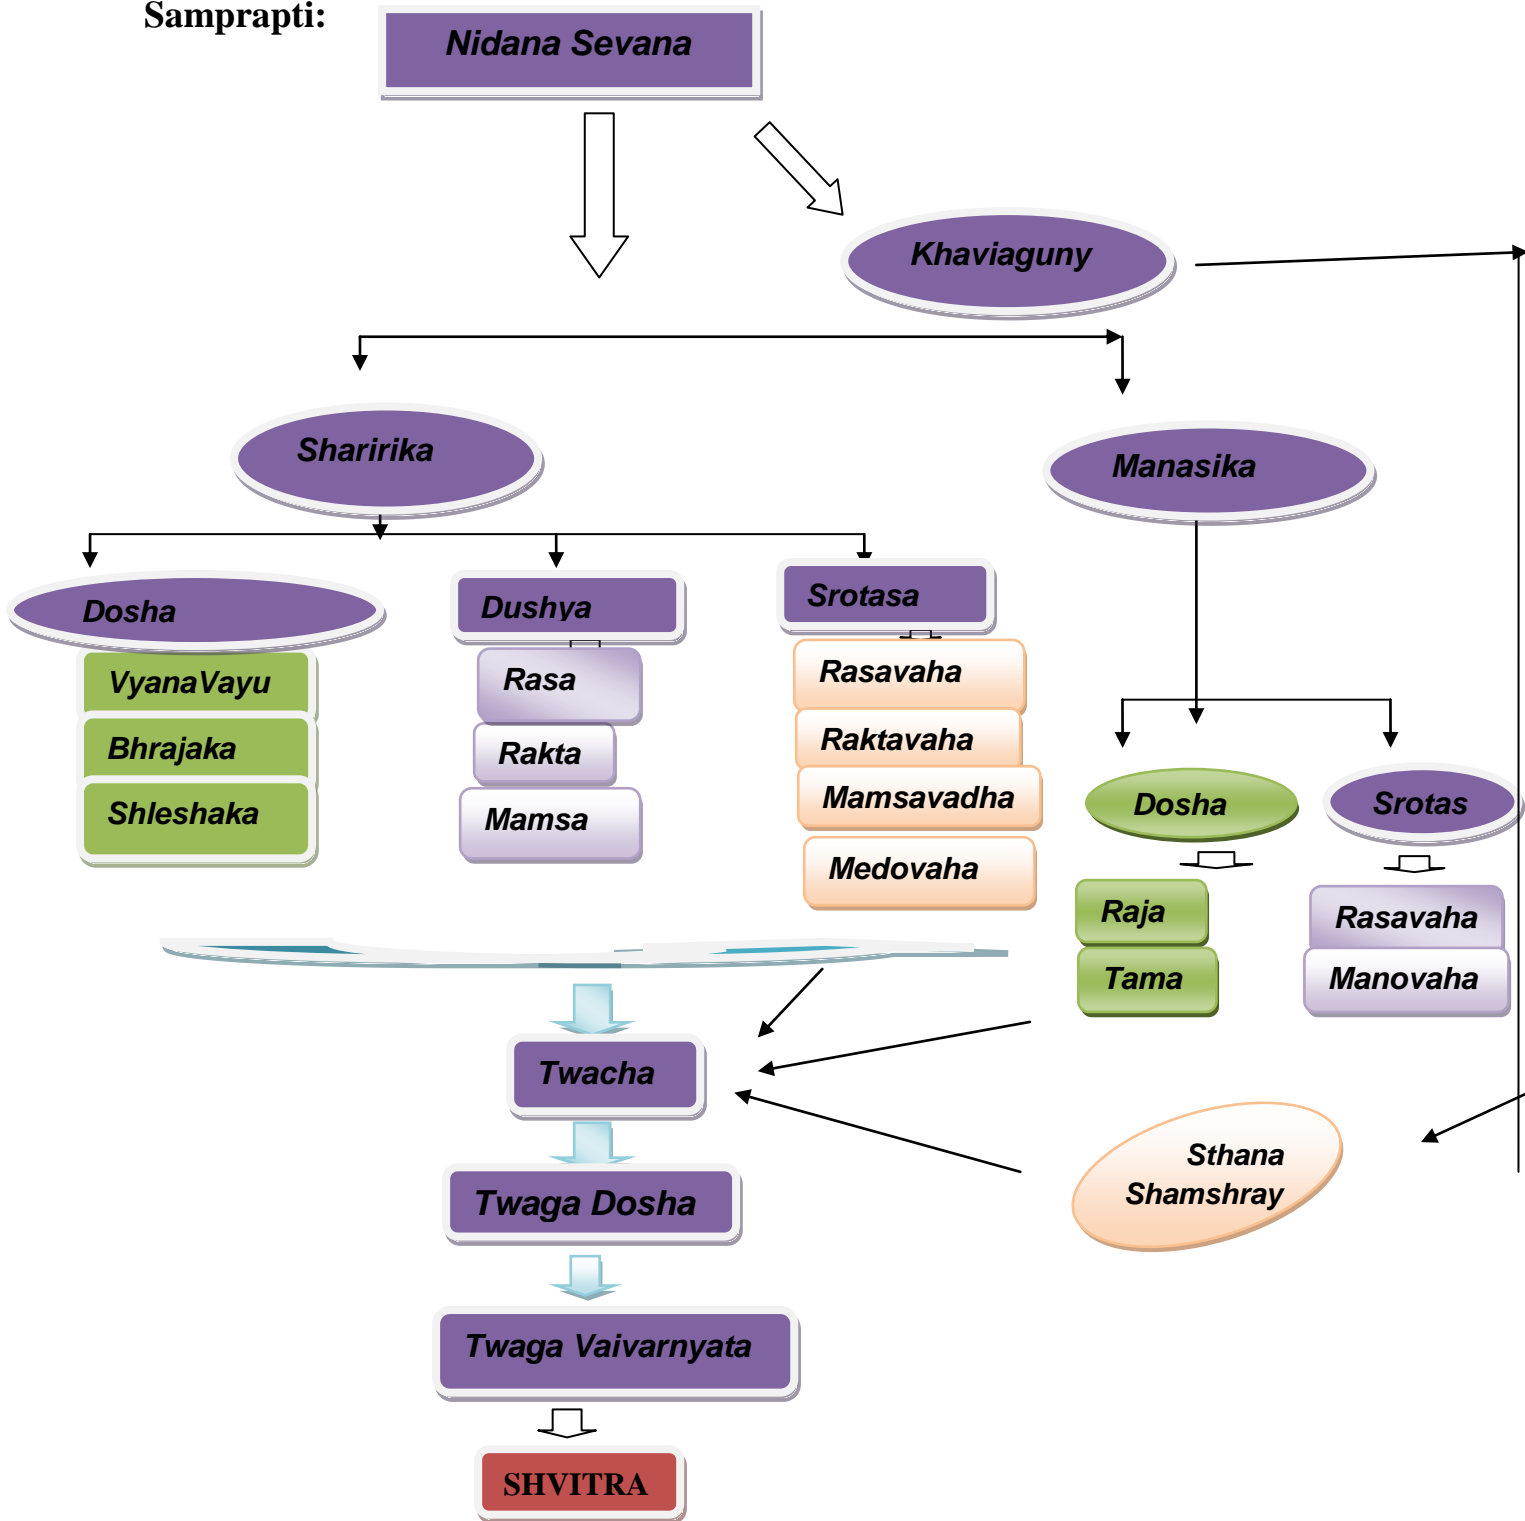 Samprapti:
Nidana Sevana
Khaviaguny
Sharirika
Manasika
Dosha
Dushya
Srotasa
VyanaVayu
Bhrajaka
Shleshaka
Rasa
Rakta
Mamsa
Rasavaha
Raktavaha
Mamsavadha
Medovaha
Dosha
Srotas
Raja
Tama
Rasavaha
Manovaha
Twacha
Sthana
Shamshray
Twaga Dosha
Twaga Vaivarnyata
SHVITRA